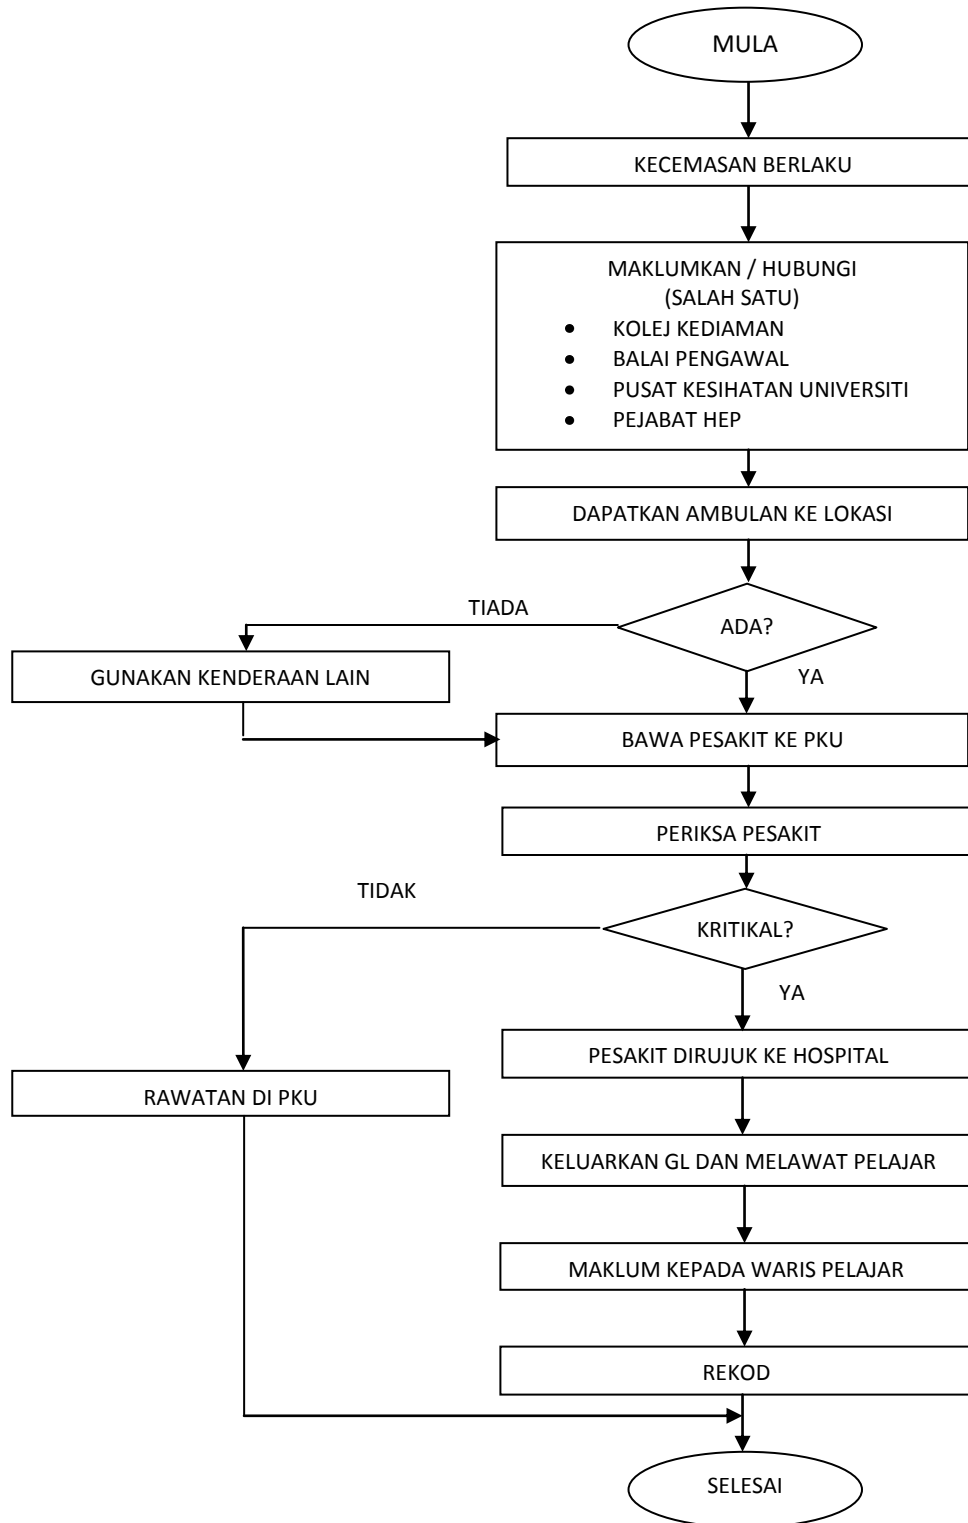 MULA
KECEMASAN BERLAKU
MAKLUMKAN / HUBUNGI
(SALAH SATU)
• KOLEJ KEDIAMAN
• BALAI PENGAWAL
• PUSAT KESIHATAN UNIVERSITI
• PEJABAT HEP
DAPATKAN AMBULAN KE LOKASI
TIADA
ADA?
GUNAKAN KENDERAAN LAIN
YA
BAWA PESAKIT KE PKU
PERIKSA PESAKIT
TIDAK
KRITIKAL?
YA
PESAKIT DIRUJUK KE HOSPITAL
RAWATAN DI PKU
KELUARKAN GL DAN MELAWAT PELAJAR
MAKLUM KEPADA WARIS PELAJAR
REKOD
SELESAI